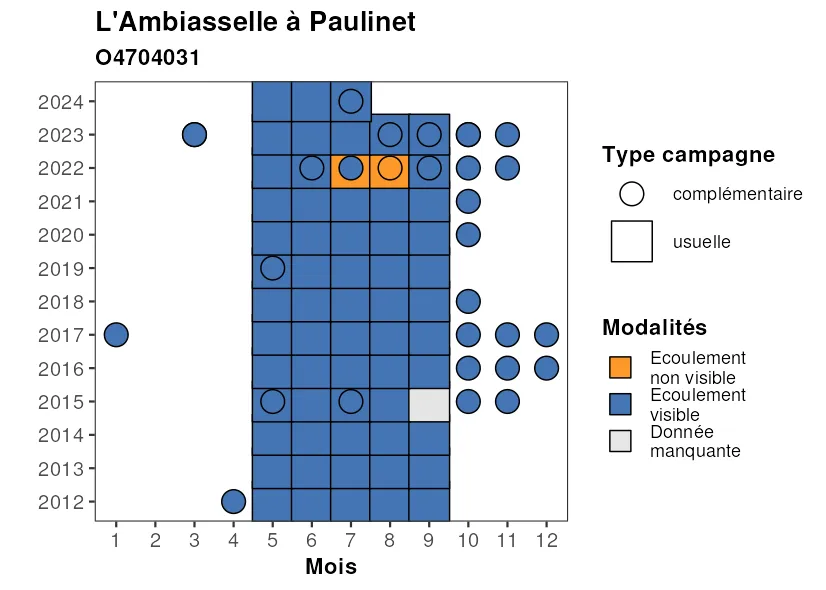 L'Ambiasselle à Paulinet
O4704031
2024
2023
2022
2021
2020
2019
2018
2017
2016
2015
2014
2013
2012
1 2 3 4 5 6 7 8 9 10 11 12
Mois
Type campagne
complémentaire
usuelle
Modalités
Ecoulement
non visible
Ecoulement
visible
Donnée
manquante